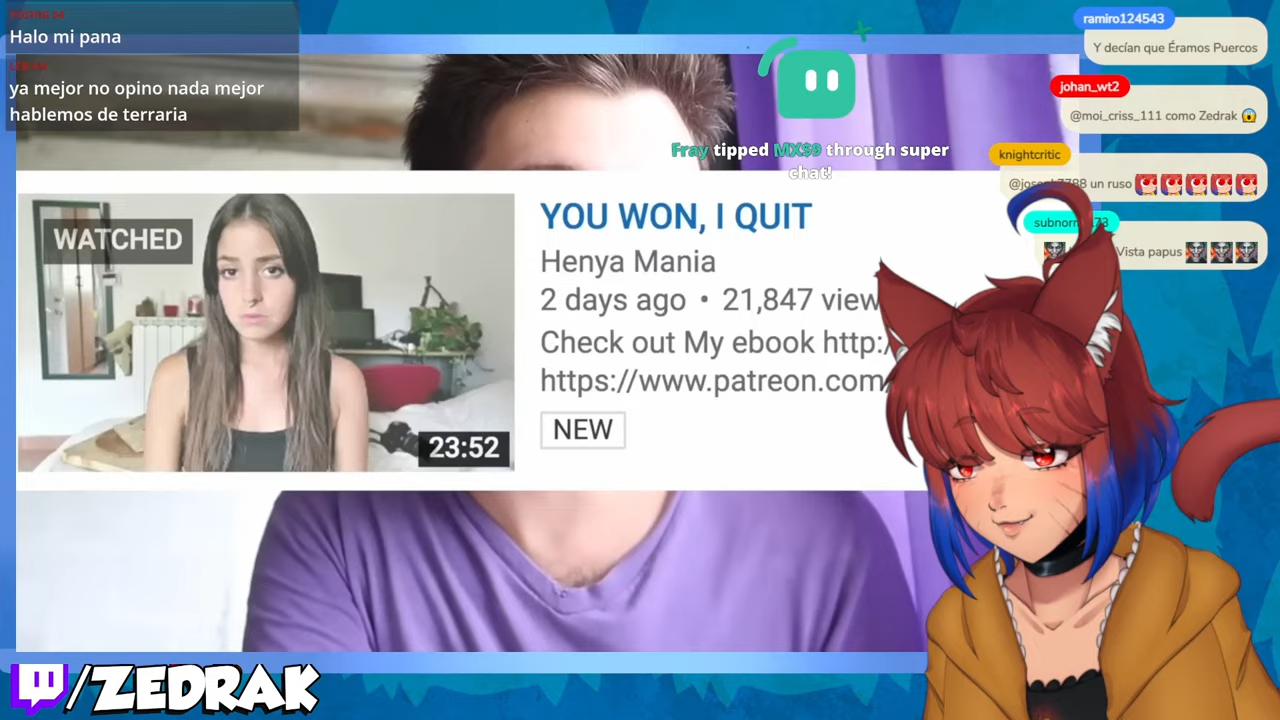 Halo mi pana
ya mejor no opino nada mejor
hablemos de terraria
Fray tipped MX$9 through super
chat!
ramiro124543
Y decían que Éramos Puercos
johan_wt2
@moi_criss_111 como Zedrak
knightcritic
un ruso
Vista papus
WATCHED
23:52
YOU WON, I QUIT
Henya Mania
2 days ago • 21,847 view
Check out My ebook http:/
https://www.patreon.com/
NEW
/ZEDRAK